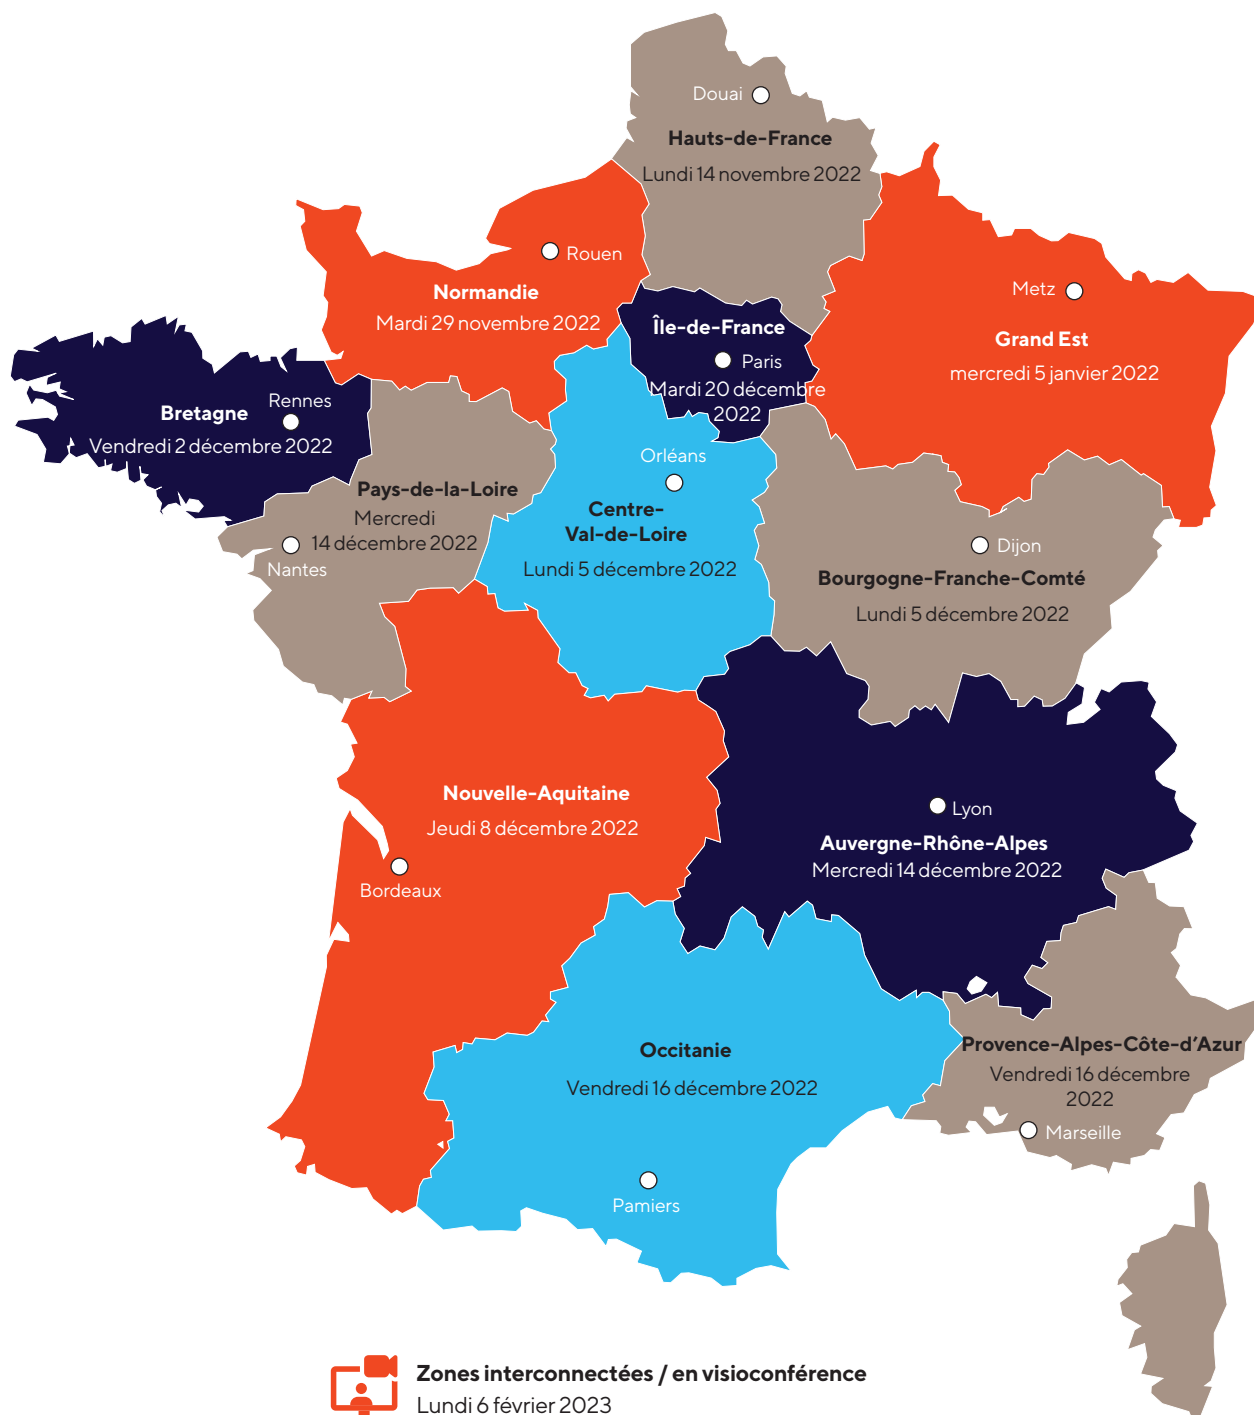 Douai
Hauts-de-France
Lundi 14 novembre 2022
Rouen
Normandie
Mardi 29 novembre 2022
Metz
Grand Est
mercredi 5 janvier 2022
Île-de-France
Paris
Mardi 20 décembre
2022
Rennes
Bretagne
Vendredi 2 décembre 2022
Pays-de-la-Loire
Mercredi
14 décembre 2022
Nantes
Orléans
Centre-
Val-de-Loire
Lundi 5 décembre 2022
Dijon
Bourgogne-Franche-Comté
Lundi 5 décembre 2022
Nouvelle-Aquitaine
Jeudi 8 décembre 2022
Bordeaux
Lyon
Auvergne-Rhône-Alpes
Mercredi 14 décembre 2022
Occitanie
Vendredi 16 décembre 2022
Pamiers
Provence-Alpes-Côte-d'Azur
Vendredi 16 décembre
2022
Marseille
Zones interconnectées / en visioconférence
Lundi 6 février 2023